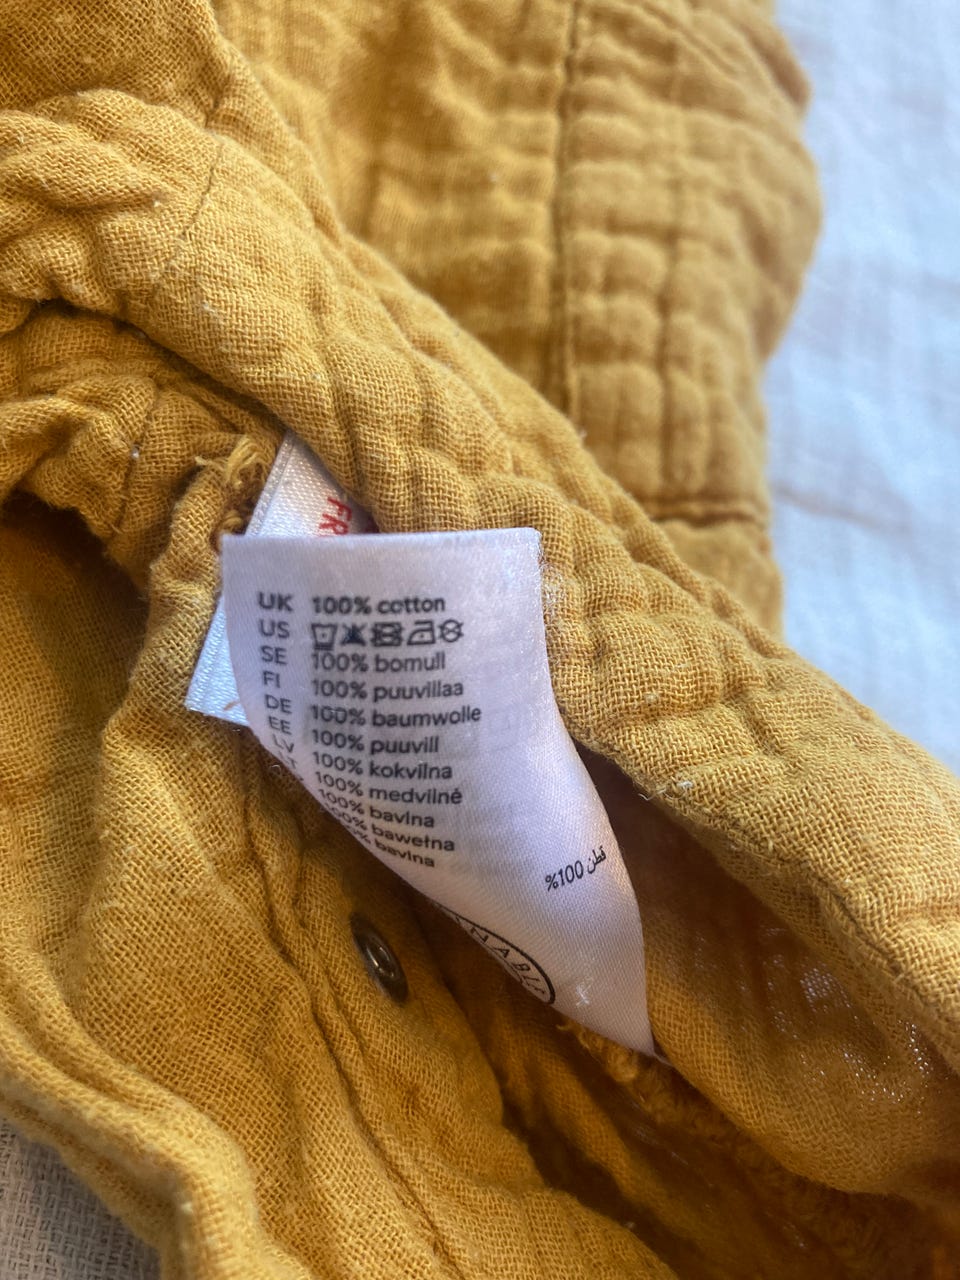 FR
UK 100% cotton
US
SE 100% bomull
FI 100% puuvillaa
DE 100% baumwolle
EE 100% puuvill
LV 100% kokvilna
100% medvilnė
100% bavlna
100% bawełna
bavlna
قطن 100%